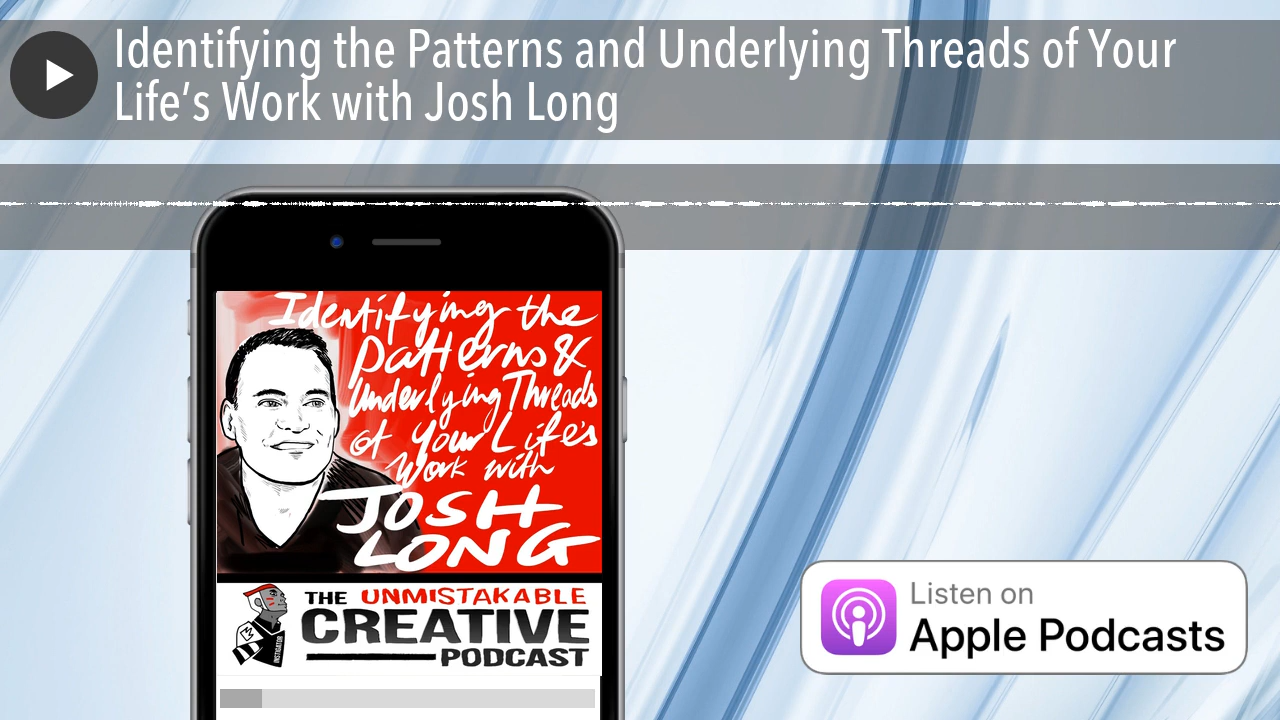 Identifying the Patterns and Underlying Threads of Your
Life’s Work with Josh Long
Identifying the
Patterns &
Underlying Threads
of Your Life's
Work with
JOSH
LONG
THE UNMISTAKABLE
CREATIVE
PODCAST
INSTIGATOR
Listen on
Apple Podcasts